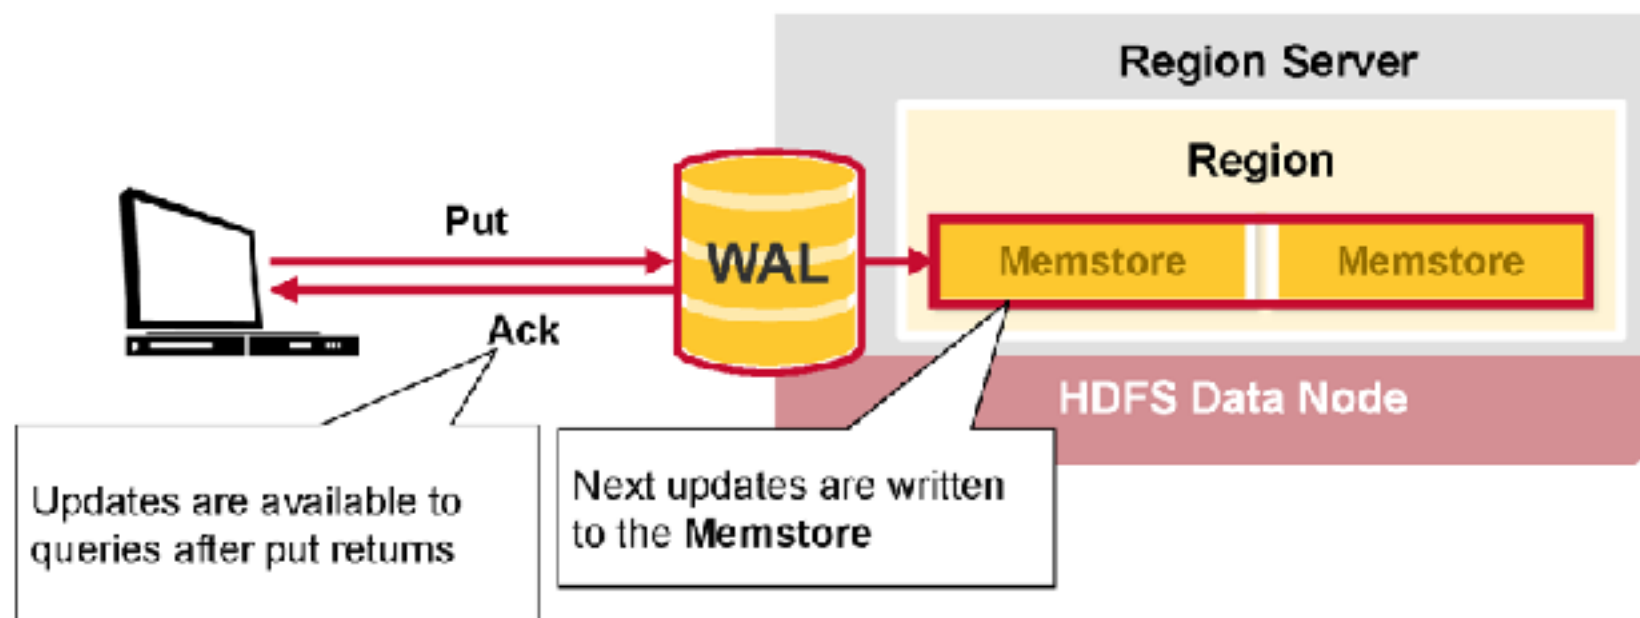 Region Server
Region
Put
WAL
Memstore
Memstore
Ack
HDFS Data Node
Updates are available to
queries after put returns
Next updates are written
to the Memstore